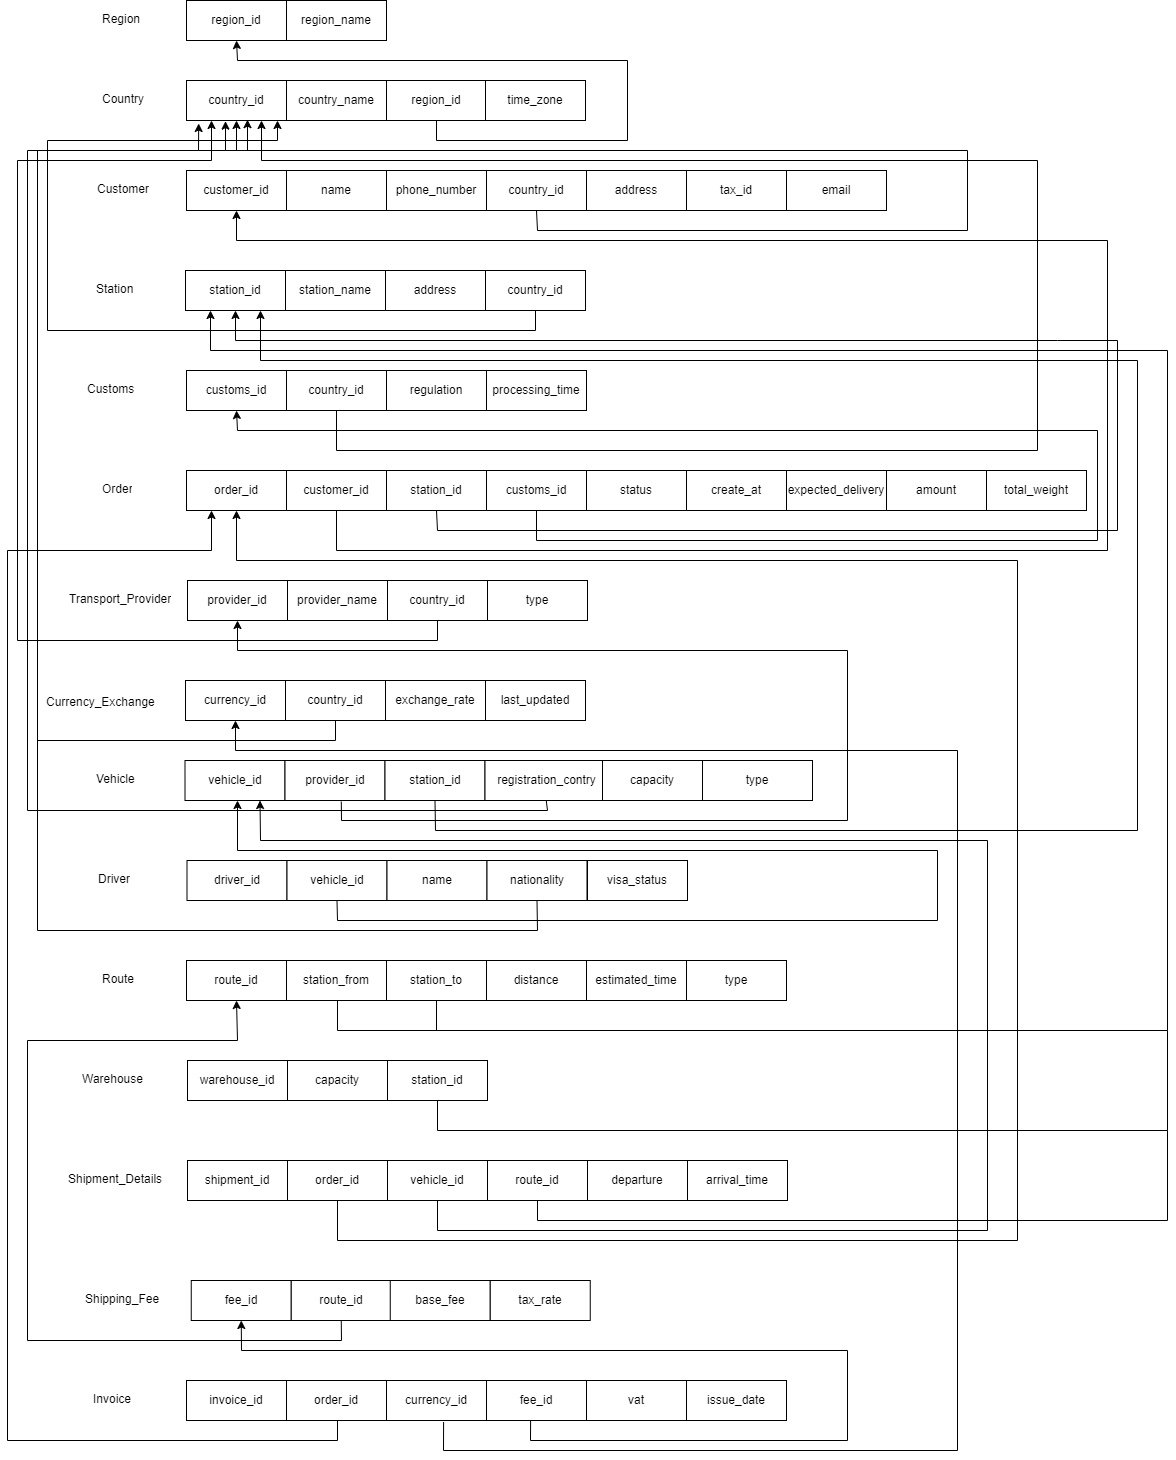 Region region_id region_name
Country country_id country_name region_id time_zone
Customer customer_id name phone_number country_id address tax_id email
Station station_id station_name address country_id
Customs customs_id country_id regulation processing_time
Order order_id customer_id station_id customs_id status create_at expected_delivery amount total_weight
Transport_Provider provider_id provider_name country_id type
Currency_Exchange currency_id country_id exchange_rate last_updated
Vehicle vehicle_id provider_id station_id registration_contry capacity type
Driver driver_id vehicle_id name nationality visa_status
Route route_id station_from station_to distance estimated_time type
Warehouse warehouse_id capacity station_id
Shipment_Details shipment_id order_id vehicle_id route_id departure arrival_time
Shipping_Fee fee_id route_id base_fee tax_rate
Invoice invoice_id order_id currency_id fee_id vat issue_date